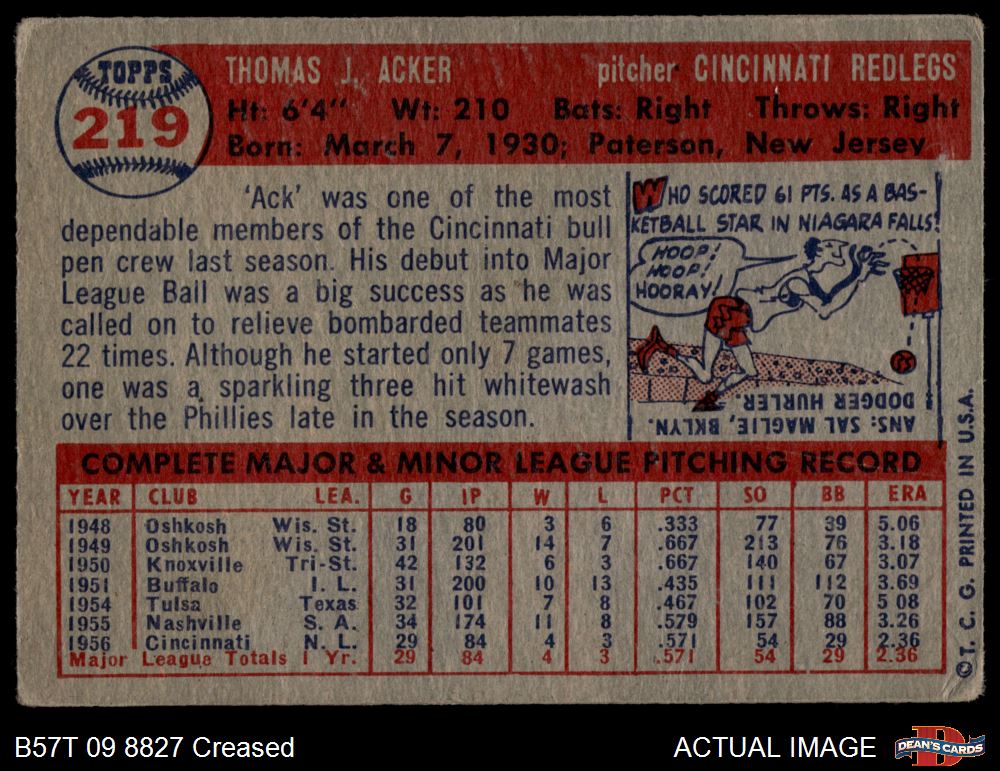 TOPPS
219
THOMAS J. ACKER pitcher CINCINNATI REDLEGS
Ht: 6'4" Wt: 210 Bats: Right Throws: Right
Born: March 7, 1930; Paterson, New Jersey
'Ack' was one of the most
dependable members of the Cincinnati bull
pen crew last season. His debut into Major
League Ball was a big success as he was
called on to relieve bombarded teammates
22 times. Although he started only 7 games,
one was a sparkling three hit whitewash
over the Phillies late in the season.
WHO SCORED 61 PTS. AS A BAS-
KETBALL STAR IN NIAGARA FALLS?
HOOP!
HOOP!
HOORAY!
ANS: SAL MAGLIE, BKLYN.
DODGER HURLER.
COMPLETE MAJOR & MINOR LEAGUE PITCHING RECORD
YEAR CLUB LEA. G IP W L PCT SO BB ERA
1948 Oshkosh Wis. St. 18 80 3 6 .333 77 39 5.06
1949 Oshkosh Wis. St. 31 201 14 7 .667 213 76 3.18
1950 Knoxville Tri-St. 42 132 6 3 .667 140 67 3.07
1951 Buffalo I. L. 31 200 10 13 .435 111 112 3.69
1954 Tulsa Texas 32 101 7 8 .467 102 70 5.08
1955 Nashville S. A. 34 174 11 8 .579 157 88 3.26
1956 Cincinnati N. L. 29 84 4 3 .571 54 29 2.36
Major League Totals 1 Yr. 29 84 4 3 .571 54 29 2.36
© T. C. G. PRINTED IN U.S.A.
B57T 09 8827 Creased
ACTUAL IMAGE
DEAN'S CARDS